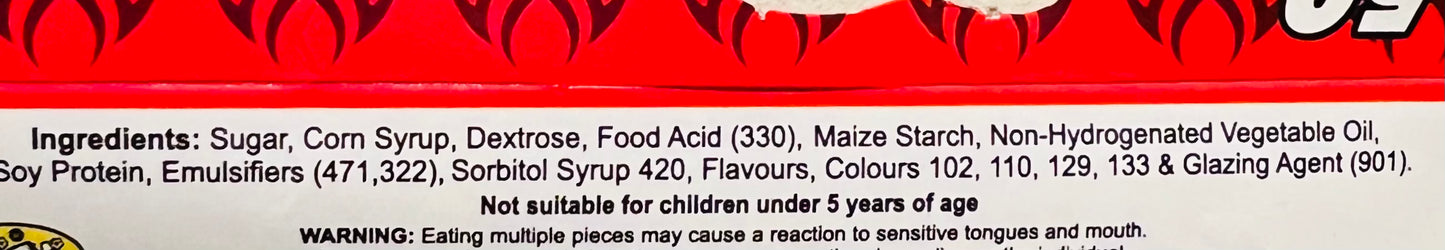 Ingredients: Sugar, Corn Syrup, Dextrose, Food Acid (330), Maize Starch, Non-Hydrogenated Vegetable Oil,
Soy Protein, Emulsifiers (471,322), Sorbitol Syrup 420, Flavours, Colours 102, 110, 129, 133 & Glazing Agent (901).
Not suitable for children under 5 years of age
WARNING: Eating multiple pieces may cause a reaction to sensitive tongues and mouth.